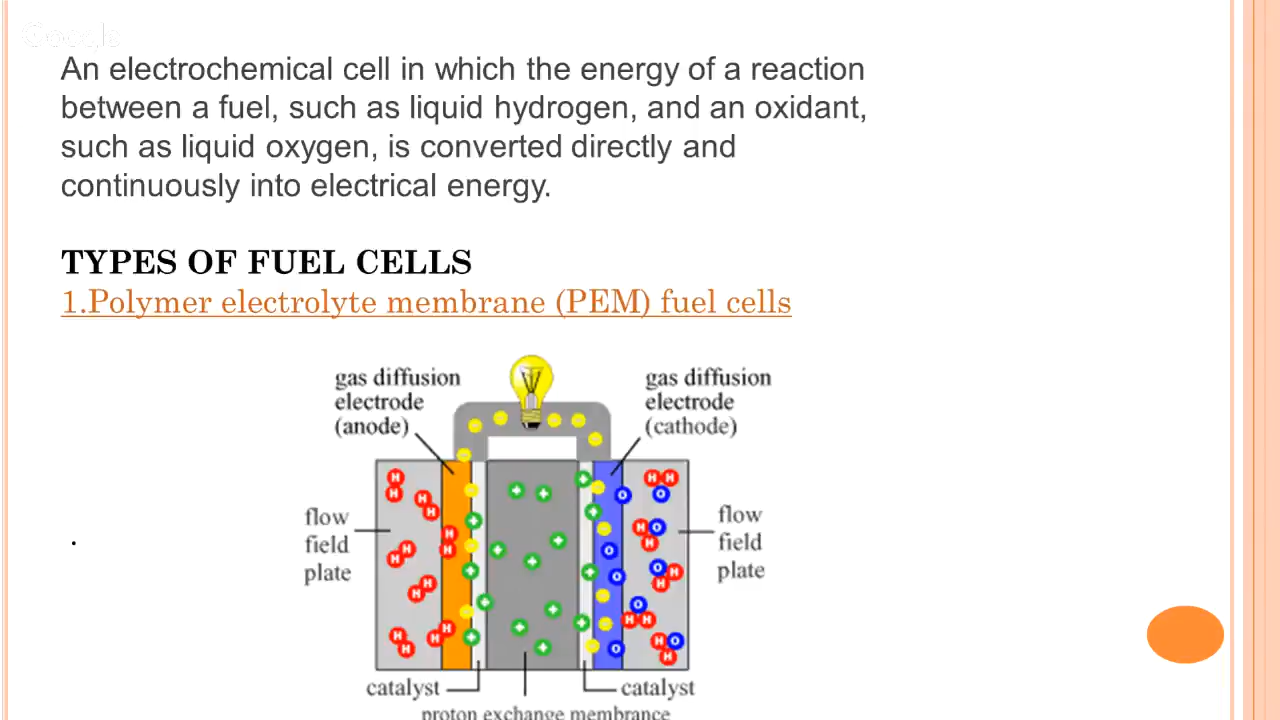 An electrochemical cell in which the energy of a reaction
between a fuel, such as liquid hydrogen, and an oxidant,
such as liquid oxygen, is converted directly and
continuously into electrical energy.
TYPES OF FUEL CELLS
1.Polymer electrolyte membrane (PEM) fuel cells
gas diffusion
electrode
(anode)
gas diffusion
electrode
(cathode)
flow
field
plate
flow
field
plate
.
catalyst
catalyst
proton exchange membrance